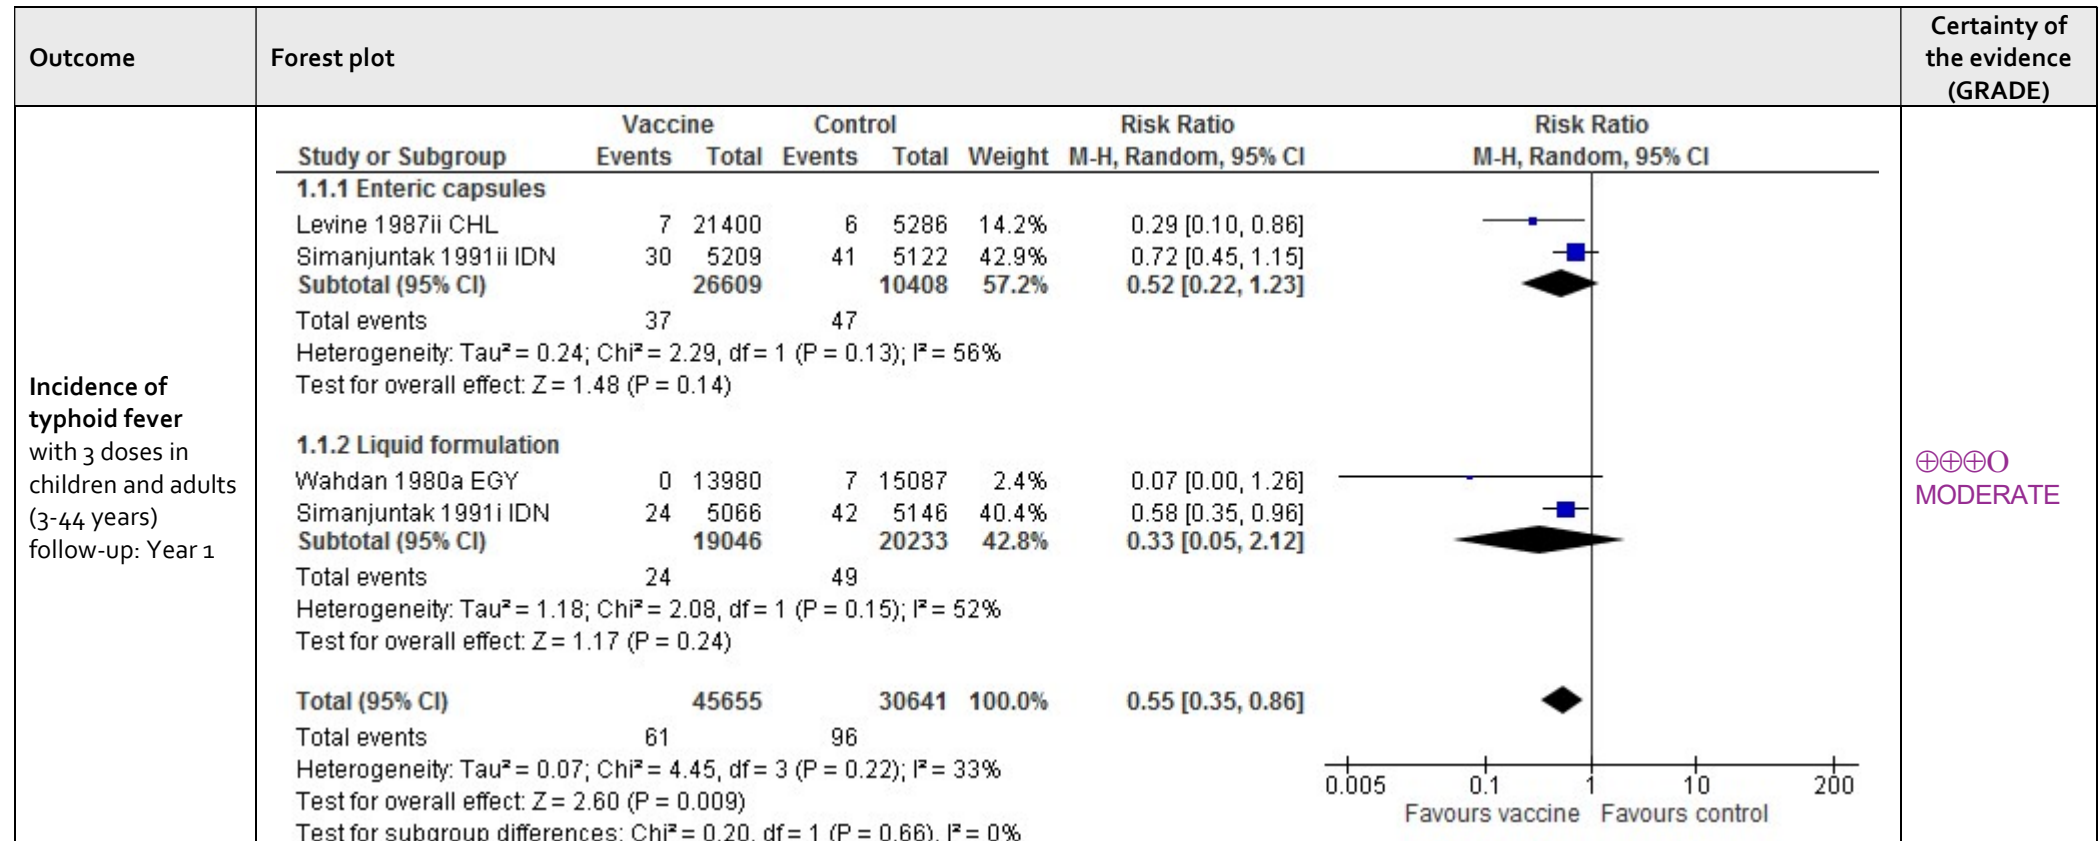 Outcome
Forest plot
Certainty of
the evidence
(GRADE)
Incidence of
typhoid fever
with 3 doses in
children and adults
(3-44 years)
follow-up: Year 1
Vaccine Control Risk Ratio Risk Ratio
Study or Subgroup Events Total Events Total Weight M-H, Random, 95% CI M-H, Random, 95% CI
1.1.1 Enteric capsules
Levine 1987ii CHL 7 21400 6 5286 14.2% 0.29 [0.10, 0.86]
Simanjuntak 1991ii IDN 30 5209 41 5122 42.9% 0.72 [0.45, 1.15]
Subtotal (95% CI) 26609 10408 57.2% 0.52 [0.22, 1.23]
Total events 37 47
Heterogeneity: Tau² = 0.24; Chi² = 2.29, df = 1 (P = 0.13); I² = 56%
Test for overall effect: Z = 1.48 (P = 0.14)
1.1.2 Liquid formulation
Wahdan 1980a EGY 0 13980 7 15087 2.4% 0.07 [0.00, 1.26]
Simanjuntak 1991i IDN 24 5066 42 5146 40.4% 0.58 [0.35, 0.96]
Subtotal (95% CI) 19046 20233 42.8% 0.33 [0.05, 2.12]
Total events 24 49
Heterogeneity: Tau² = 1.18; Chi² = 2.08, df = 1 (P = 0.15); I² = 52%
Test for overall effect: Z = 1.17 (P = 0.24)
Total (95% CI) 45655 30641 100.0% 0.55 [0.35, 0.86]
Total events 61 96
Heterogeneity: Tau² = 0.07; Chi² = 4.45, df = 3 (P = 0.22); I² = 33%
Test for overall effect: Z = 2.60 (P = 0.009)
Test for subgroup differences: Chi² = 0.20, df = 1 (P = 0.66), I² = 0%
0.005 0.1 1 10 200
Favours vaccine Favours control
⊕⊕⊕O
MODERATE